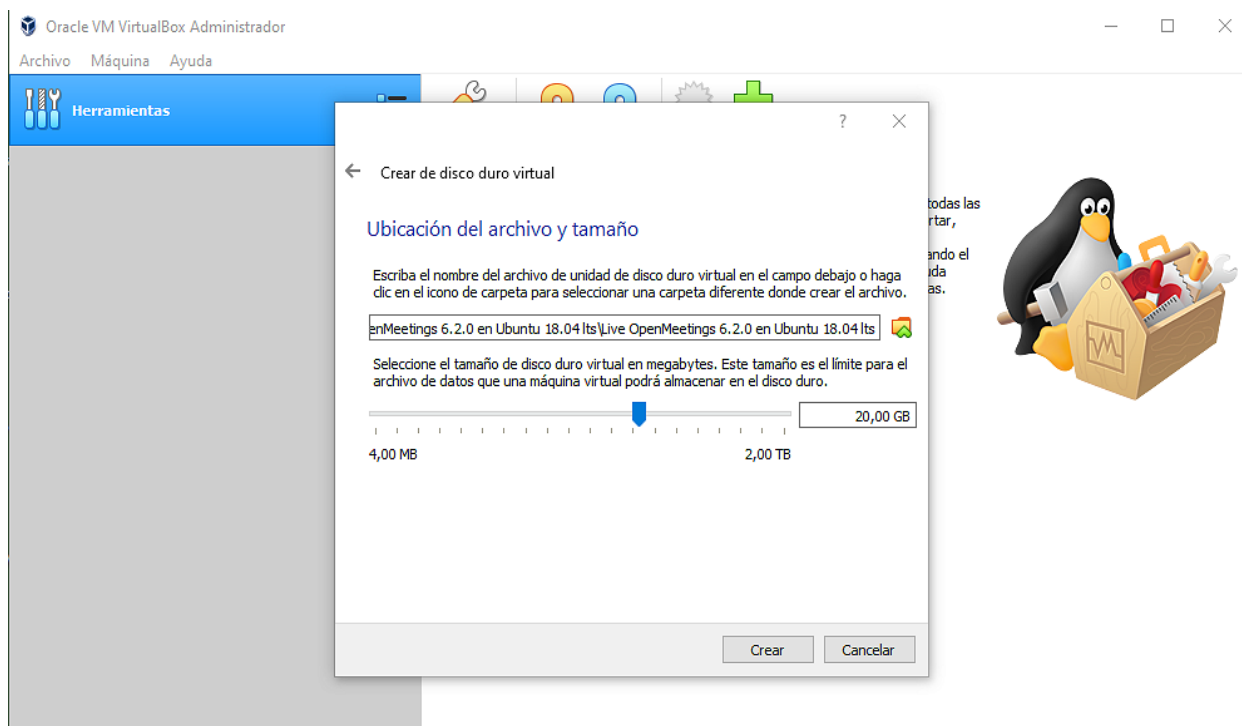 Oracle VM VirtualBox Administrador
Archivo Máquina Ayuda
Herramientas
?
Crear de disco duro virtual
Ubicación del archivo y tamaño
Escriba el nombre del archivo de unidad de disco duro virtual en el campo debajo o haga
clic en el icono de carpeta para seleccionar una carpeta diferente donde crear el archivo.
enMeetings 6.2.0 en Ubuntu 18.04 lts\Live OpenMeetings 6.2.0 en Ubuntu 18.04 lts
Seleccione el tamaño de disco duro virtual en megabytes. Este tamaño es el límite para el
archivo de datos que una máquina virtual podrá almacenar en el disco duro.
20,00 GB
4,00 MB 2,00 TB
Crear Cancelar
todas las
rtar,
ando el
uda
as.